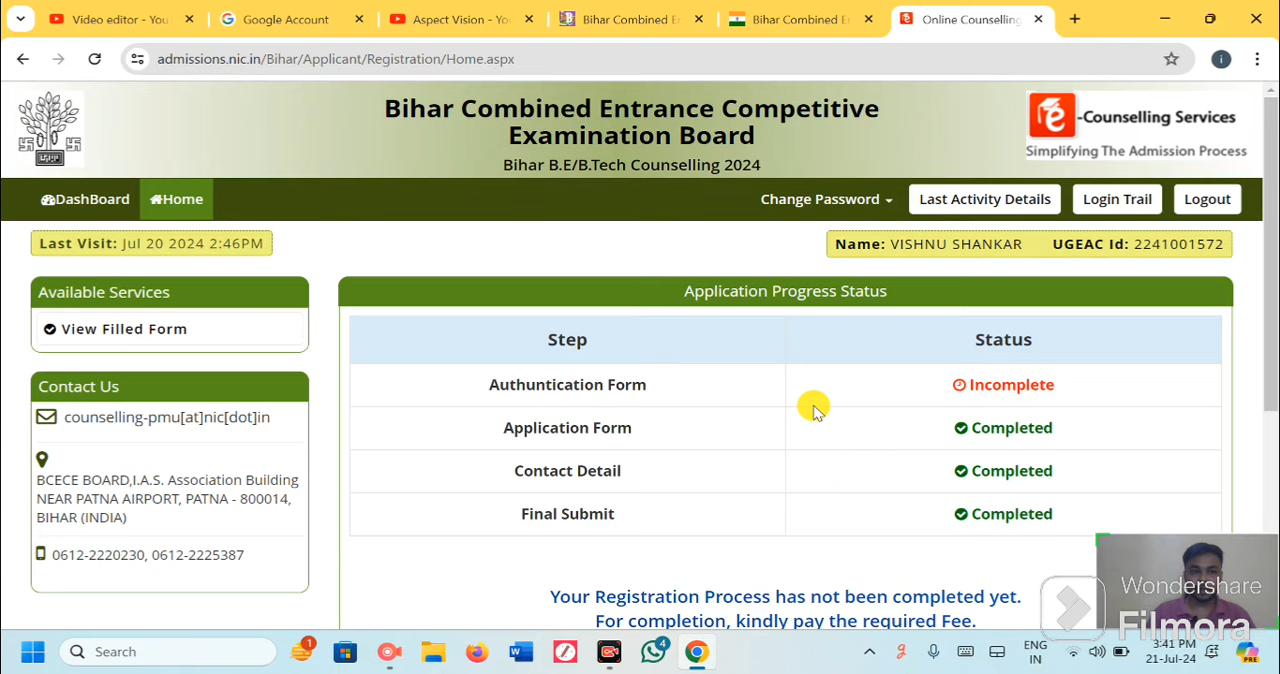 Video editor - You
Google Account
Aspect Vision - Yo
Bihar Combined E
Bihar Combined E
Online Counselling
admissions.nic.in/Bihar/Applicant/Registration/Home.aspx
Bihar Combined Entrance Competitive
Examination Board
Bihar B.E/B.Tech Counselling 2024
e-Counselling Services
Simplifying The Admission Process
DashBoard
Home
Change Password
Last Activity Details
Login Trail
Logout
Last Visit: Jul 20 2024 2:46PM
Name: VISHNU SHANKAR UGEAC Id: 2241001572
Available Services
View Filled Form
Contact Us
counselling-pmu[at]nic[dot]in
BCECE BOARD,I.A.S. Association Building
NEAR PATNA AIRPORT, PATNA - 800014,
BIHAR (INDIA)
0612-2220230, 0612-2225387
Application Progress Status
Step Status
Authuntication Form Incomplete
Application Form Completed
Contact Detail Completed
Final Submit Completed
Your Registration Process has not been completed yet.
For completion, kindly pay the required Fee.
Wondershare
Filmora
Search
1
4
ENG
IN
3:41 PM
21-Jul-24
PRE